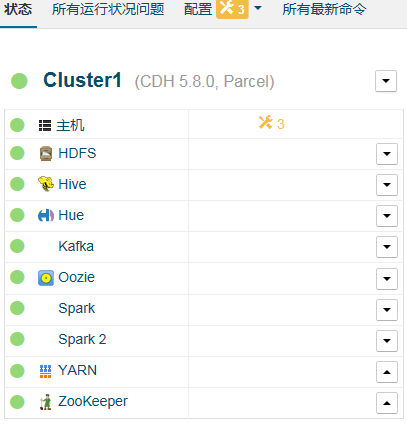 状态 所有运行状况问题 配置 3 所有最新命令
Cluster1 (CDH 5.8.0, Parcel)
主机 3
HDFS
Hive
Hue
Kafka
Oozie
Spark
Spark 2
YARN
ZooKeeper